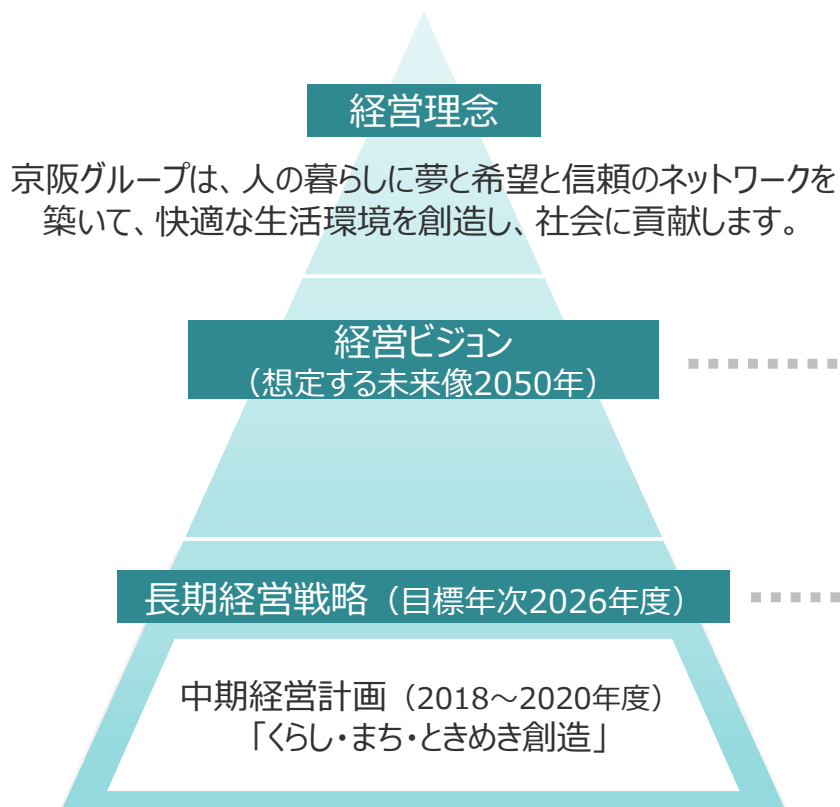 経営理念
京阪グループは、人の暮らしに夢と希望と信頼のネットワークを
築いて、快適な生活環境を創造し、社会に貢献します。
経営ビジョン
（想定する未来像2050年）
長期経営戦略（目標年次2026年度）
中期経営計画（2018～2020年度）
「くらし・まち・ときめき創造」